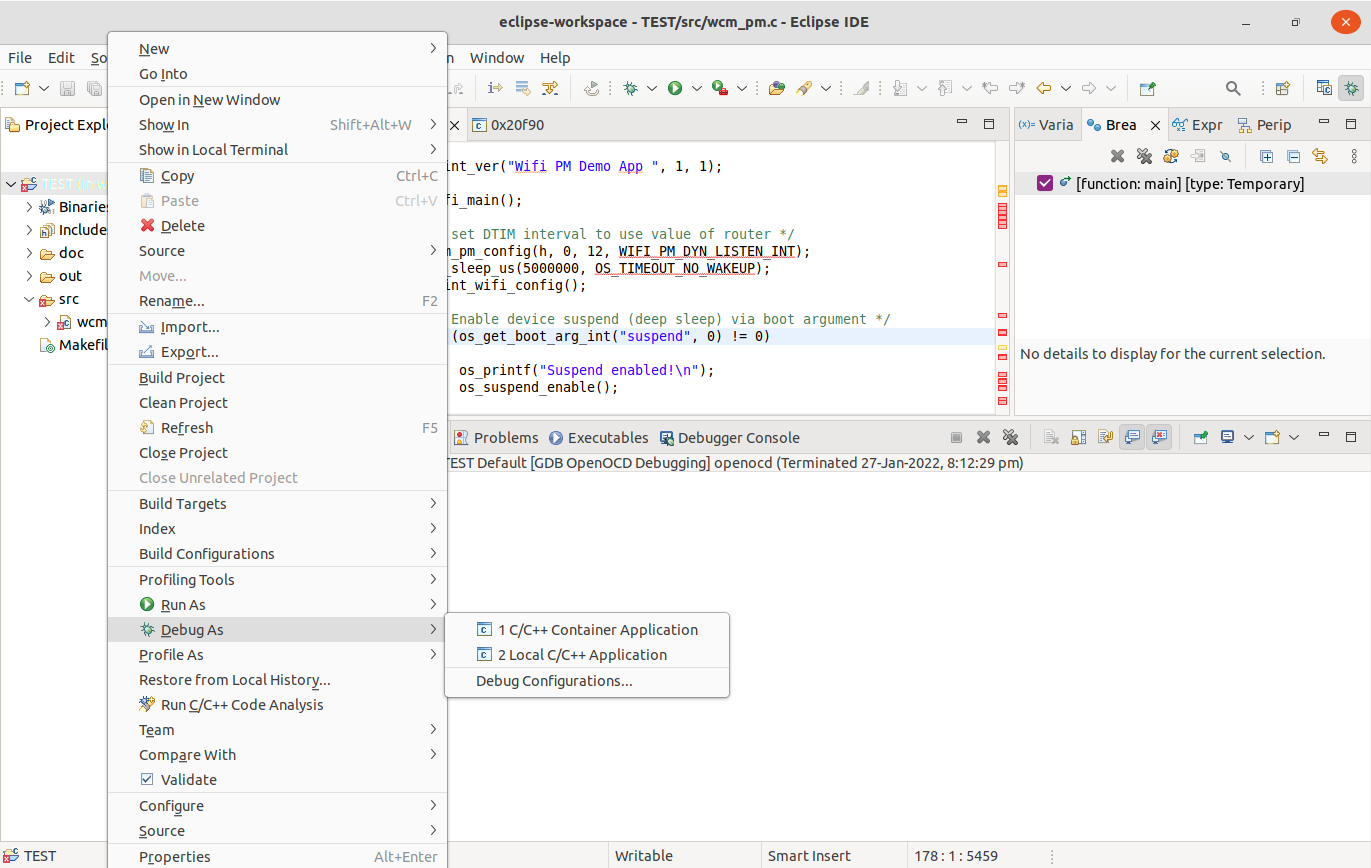 eclipse-workspace - TEST/src/wcm_pm.c - Eclipse IDE
File Edit So
Window Help
Project Explo
0x20f90
(x)= Varia
Brea
Expr
Perip
TEST
Binaries
Include
doc
out
src
wcm
Makefil
New
Go Into
Open in New Window
Show In Shift+Alt+W
Show in Local Terminal
Copy Ctrl+C
Paste Ctrl+V
Delete
Source
Move...
Rename... F2
Import...
Export...
Build Project
Clean Project
Refresh F5
Close Project
Close Unrelated Project
Build Targets
Index
Build Configurations
Profiling Tools
Run As
Debug As
Profile As
Restore from Local History...
Run C/C++ Code Analysis
Team
Compare With
Validate
Configure
Source
Properties Alt+Enter
1 C/C++ Container Application
2 Local C/C++ Application
Debug Configurations...
int_ver("Wifi PM Demo App ", 1, 1);
fi_main();
set DTIM interval to use value of router */
m_pm_config(h, 0, 12, WIFI_PM_DYN_LISTEN_INT);
_sleep_us(5000000, OS_TIMEOUT_NO_WAKEUP);
int_wifi_config();
Enable device suspend (deep sleep) via boot argument */
(os_get_boot_arg_int("suspend", 0) != 0)
os_printf("Suspend enabled!\n");
os_suspend_enable();
[function: main] [type: Temporary]
No details to display for the current selection.
Problems
Executables
Debugger Console
TEST Default [GDB OpenOCD Debugging] openocd (Terminated 27-Jan-2022, 8:12:29 pm)
TEST
Writable
Smart Insert
178 : 1 : 5459